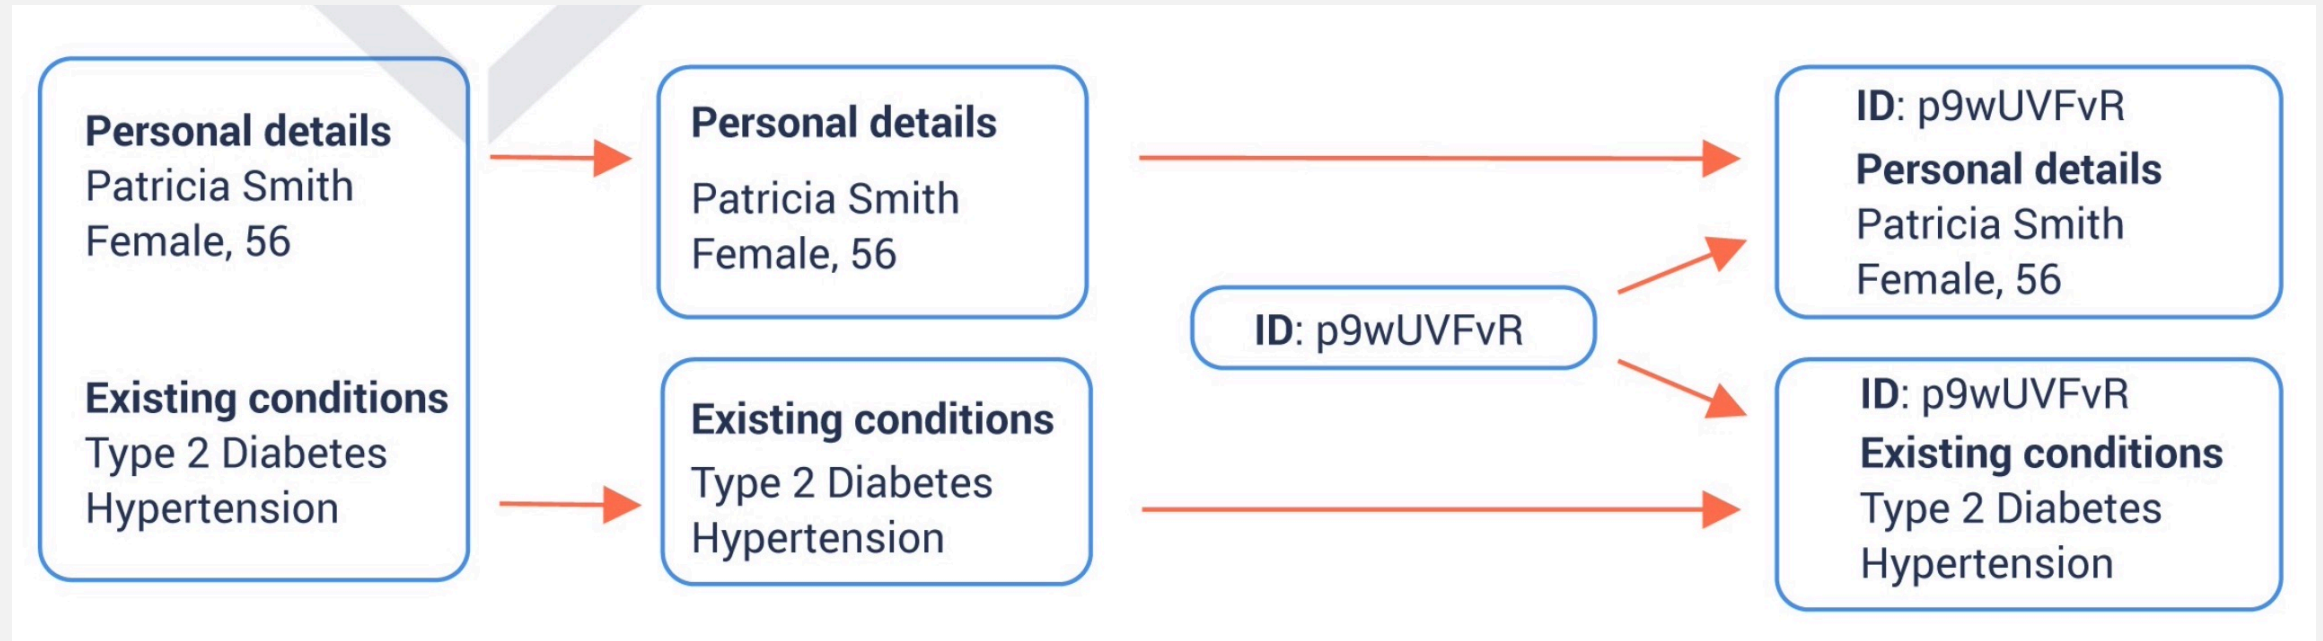 Personal details
Patricia Smith
Female, 56
Existing conditions
Type 2 Diabetes
Hypertension
Personal details
Patricia Smith
Female, 56
Existing conditions
Type 2 Diabetes
Hypertension
ID: p9wUVFvR
ID: p9wUVFvR
Personal details
Patricia Smith
Female, 56
ID: p9wUVFvR
Existing conditions
Type 2 Diabetes
Hypertension